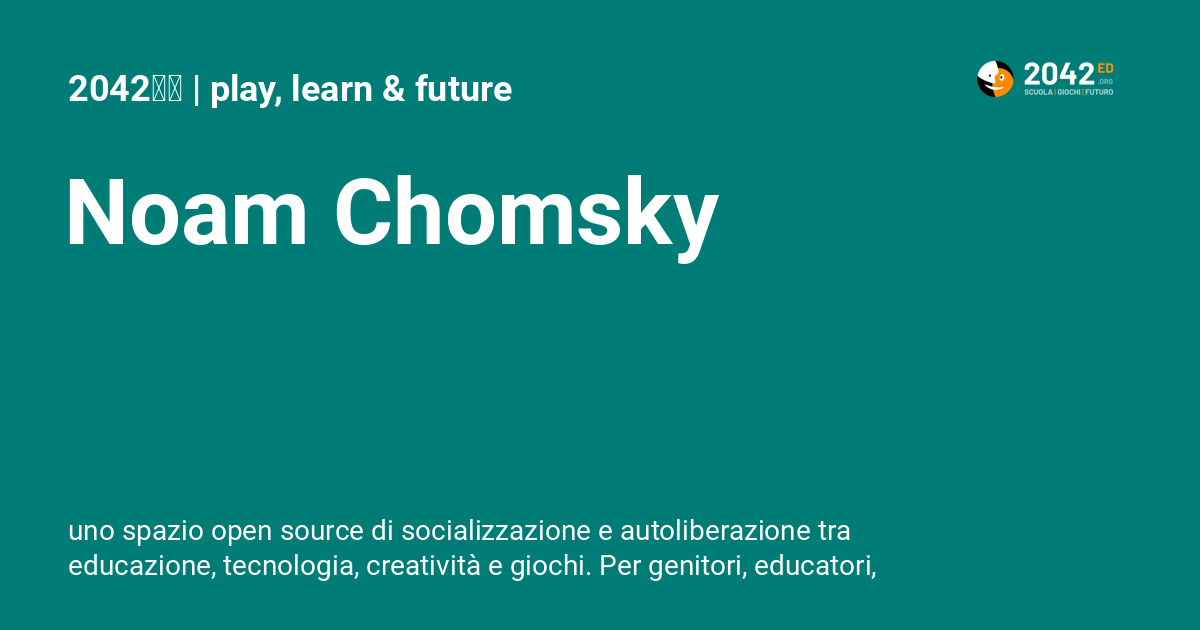 2042 | play, learn & future
2042 ED
.ORG
SCUOLA | GIOCHI | FUTURO
Noam Chomsky
uno spazio open source di socializzazione e autoliberazione tra
educazione, tecnologia, creatività e giochi. Per genitori, educatori,